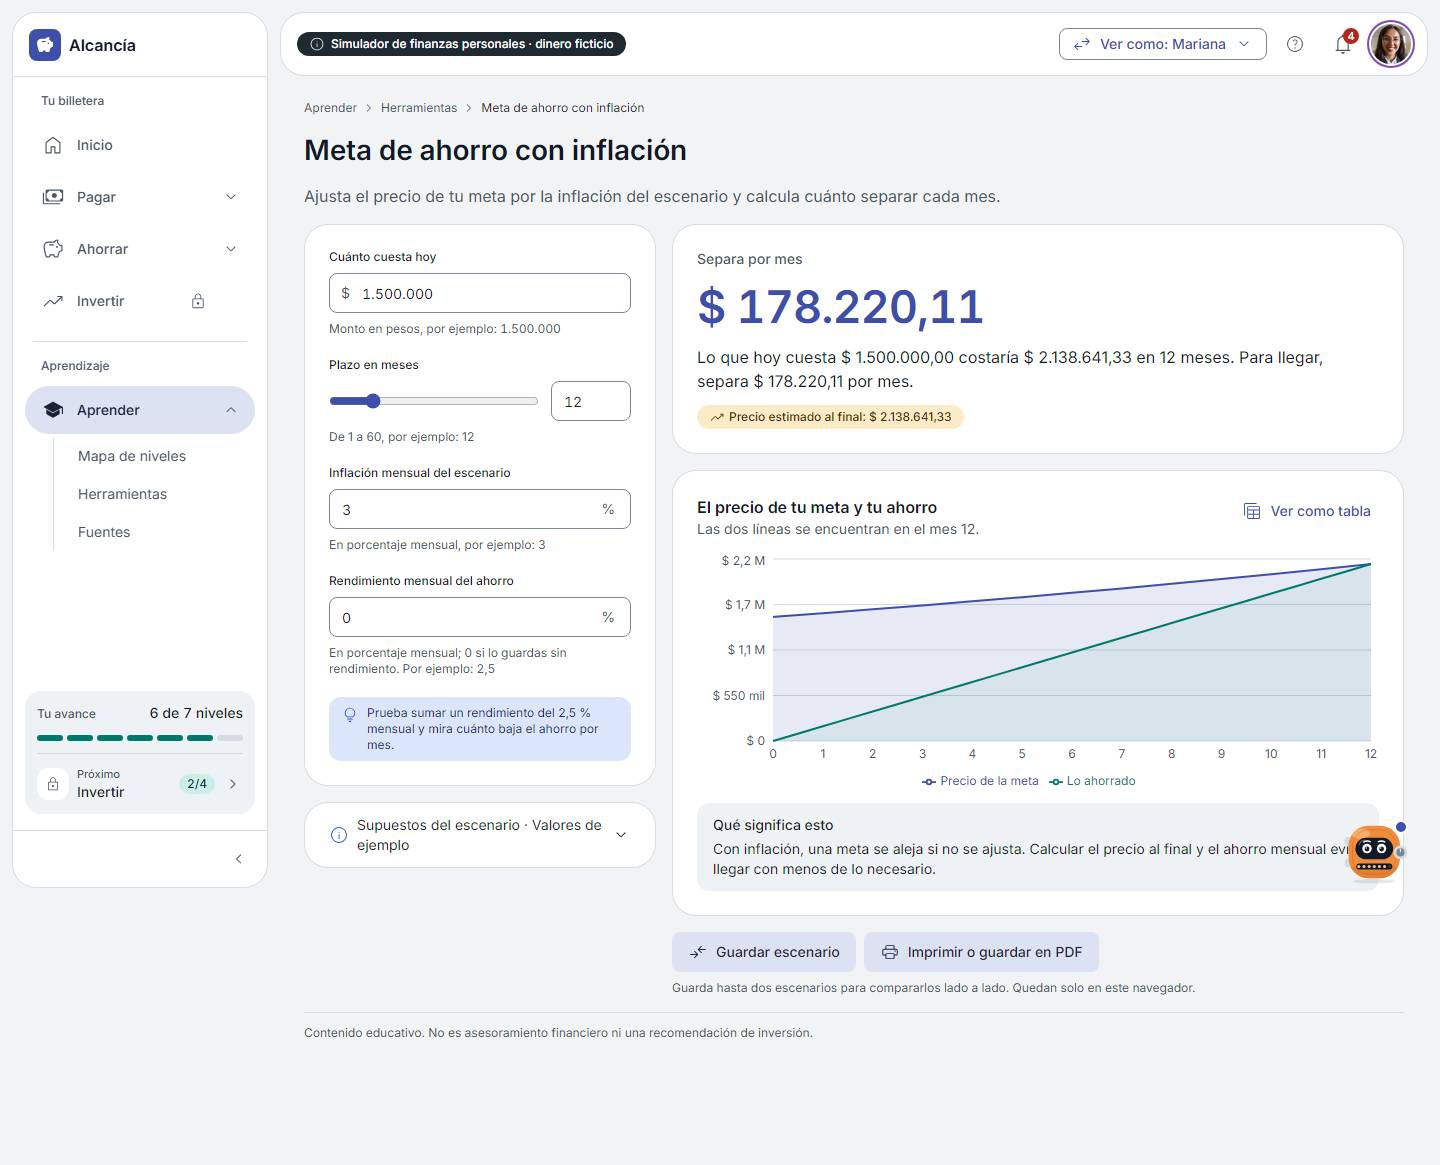 Alcancía
Simulador de finanzas personales · dinero ficticio
Ver como: Mariana
4
Tu billetera
Inicio
Pagar
Ahorrar
Invertir
Aprendizaje
Aprender
Mapa de niveles
Herramientas
Fuentes
Tu avance 6 de 7 niveles
Próximo
Invertir
2/4
Aprender > Herramientas > Meta de ahorro con inflación
Meta de ahorro con inflación
Ajusta el precio de tu meta por la inflación del escenario y calcula cuánto separar cada mes.
Cuánto cuesta hoy
$ 1.500.000
Monto en pesos, por ejemplo: 1.500.000
Plazo en meses
12
De 1 a 60, por ejemplo: 12
Inflación mensual del escenario
3 %
En porcentaje mensual, por ejemplo: 3
Rendimiento mensual del ahorro
0 %
En porcentaje mensual; 0 si lo guardas sin
rendimiento. Por ejemplo: 2,5
Prueba sumar un rendimiento del 2,5 %
mensual y mira cuánto baja el ahorro por
mes.
Supuestos del escenario · Valores de
ejemplo
Separa por mes
$ 178.220,11
Lo que hoy cuesta $ 1.500.000,00 costaría $ 2.138.641,33 en 12 meses. Para llegar,
separa $ 178.220,11 por mes.
Precio estimado al final: $ 2.138.641,33
El precio de tu meta y tu ahorro
Las dos líneas se encuentran en el mes 12.
Ver como tabla
$ 2,2 M
$ 1,7 M
$ 1,1 M
$ 550 mil
$ 0
0 1 2 3 4 5 6 7 8 9 10 11 12
Precio de la meta Lo ahorrado
Qué significa esto
Con inflación, una meta se aleja si no se ajusta. Calcular el precio al final y el ahorro mensual
llegar con menos de lo necesario.
Guardar escenario
Imprimir o guardar en PDF
Guarda hasta dos escenarios para compararlos lado a lado. Quedan solo en este navegador.
Contenido educativo. No es asesoramiento financiero ni una recomendación de inversión.